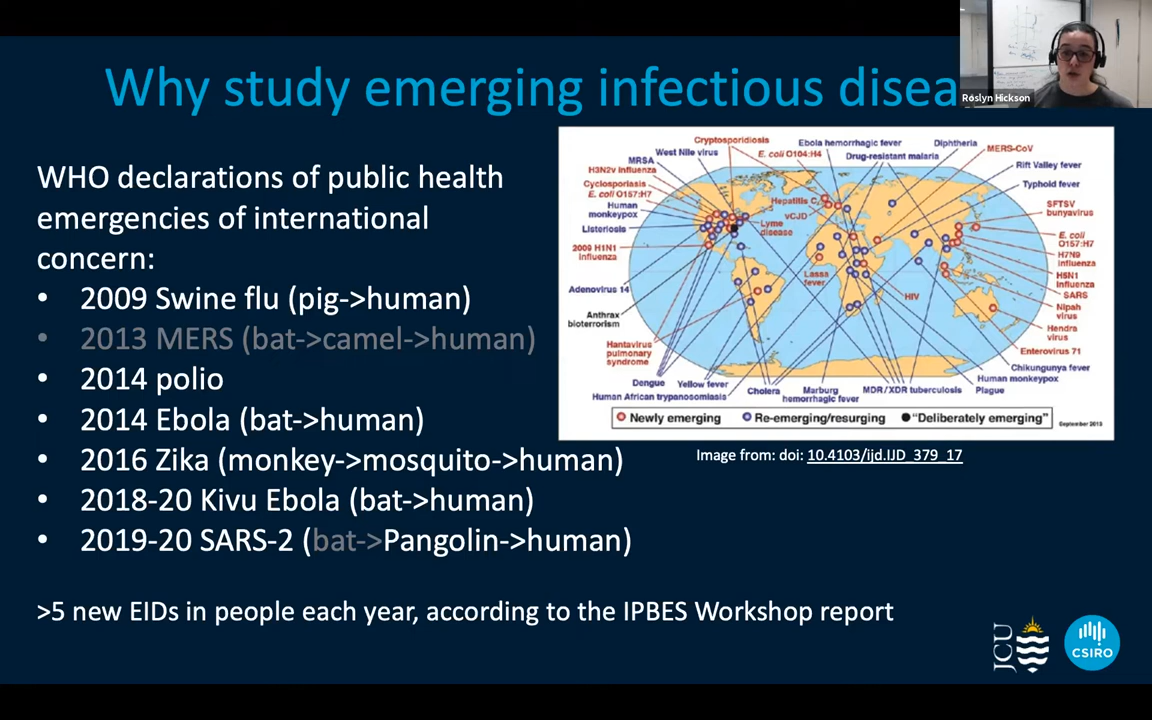 Why study emerging infectious disea
Roslyn Hickson
WHO declarations of public health
emergencies of international
concern:
• 2009 Swine flu (pig->human)
• 2013 MERS (bat->camel->human)
• 2014 polio
• 2014 Ebola (bat->human)
• 2016 Zika (monkey->mosquito->human)
• 2018-20 Kivu Ebola (bat->human)
• 2019-20 SARS-2 (bat->Pangolin->human)
>5 new EIDs in people each year, according to the IPBES Workshop report
Cryptosporidiosis
West Nile virus
MRSA
H3N2v influenza
Cyclosporiasis
E. coli O157:H7
Human
monkeypox
Listeriosis
2009 H1N1
influenza
Adenovirus 14
Anthrax
bioterrorism
Hantavirus
pulmonary
syndrome
Dengue
Yellow fever
Human African trypanosomiasis
Cholera
Marburg
hemorrhagic fever
MDR/XDR tuberculosis
Plague
Human monkeypox
Chikungunya fever
Enterovirus 71
Hendra
virus
Nipah
virus
SARS
H5N1
influenza
H7N9
influenza
E. coli
O157:H7
SFTSV
bunyavirus
Typhoid fever
Rift Valley fever
MERS-CoV
Diphtheria
Drug-resistant malaria
Ebola hemorrhagic fever
E. coli O104:H4
Hepatitis C
vCJD
Lyme
disease
Lassa
fever
HIV
Newly emerging
Re-emerging/resurging
"Deliberately emerging"
September 2013
Image from: doi: 10.4103/ijd.IJD_379_17
JCU
CSIRO